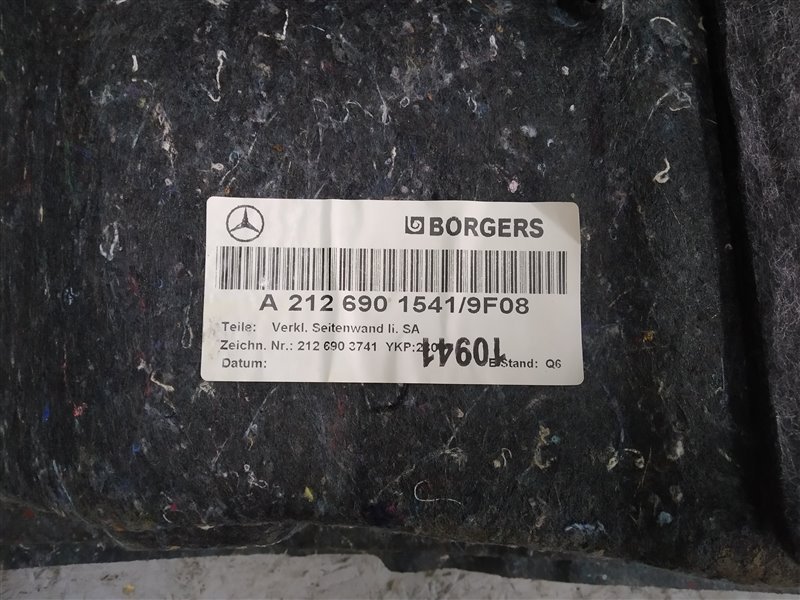 BORGERS
A 212 690 1541/9F08
Teile: Verkl. Seitenwand li. SA
Zeichn. Nr.: 212 690 3741 YKP: E Stand: Q6
10941
Datum: